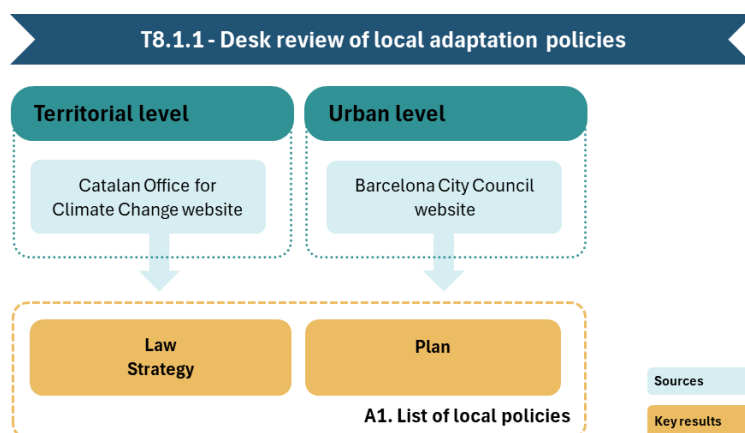 T8.1.1 - Desk review of local adaptation policies
Territorial level
Urban level
Catalan Office for
Climate Change website
Barcelona City Council
website
Law
Strategy
Plan
A1. List of local policies
Sources
Key results